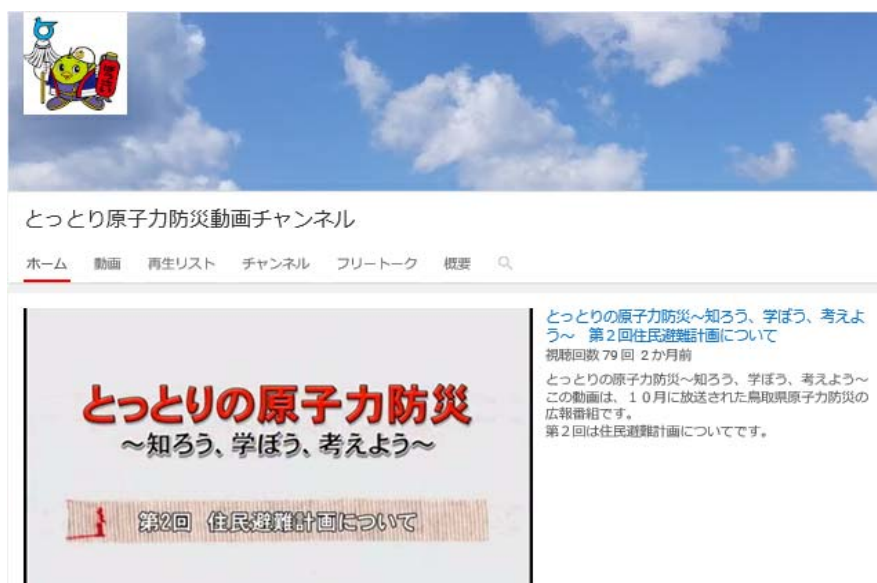 とっとり原子力防災動画チャンネル
ホーム 動画 再生リスト チャンネル フリートーク 概要
とっとりの原子力防災
～知ろう、学ぼう、考えよう～
第2回 住民避難計画について
とっとりの原子力防災～知ろう、学ぼう、考えよ
う～ 第２回住民避難計画について
視聴回数 79 回 2 か月前
とっとりの原子力防災～知ろう、学ぼう、考えよう～
この動画は、１０月に放送された鳥取県原子力防災の
広報番組です。
第２回は住民避難計画についてです。